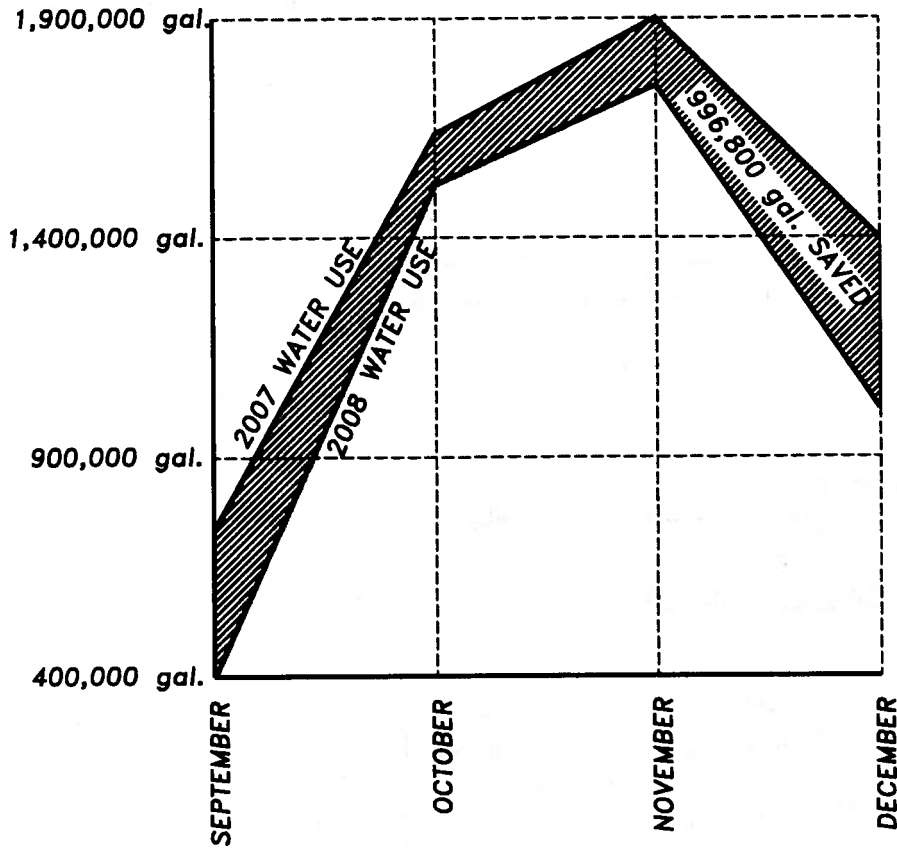 1,900,000 gal.
996,800 gal. SAVED
1,400,000 gal.
2007 WATER USE
2008 WATER USE
900,000 gal.
400,000 gal.
SEPTEMBER
OCTOBER
NOVEMBER
DECEMBER